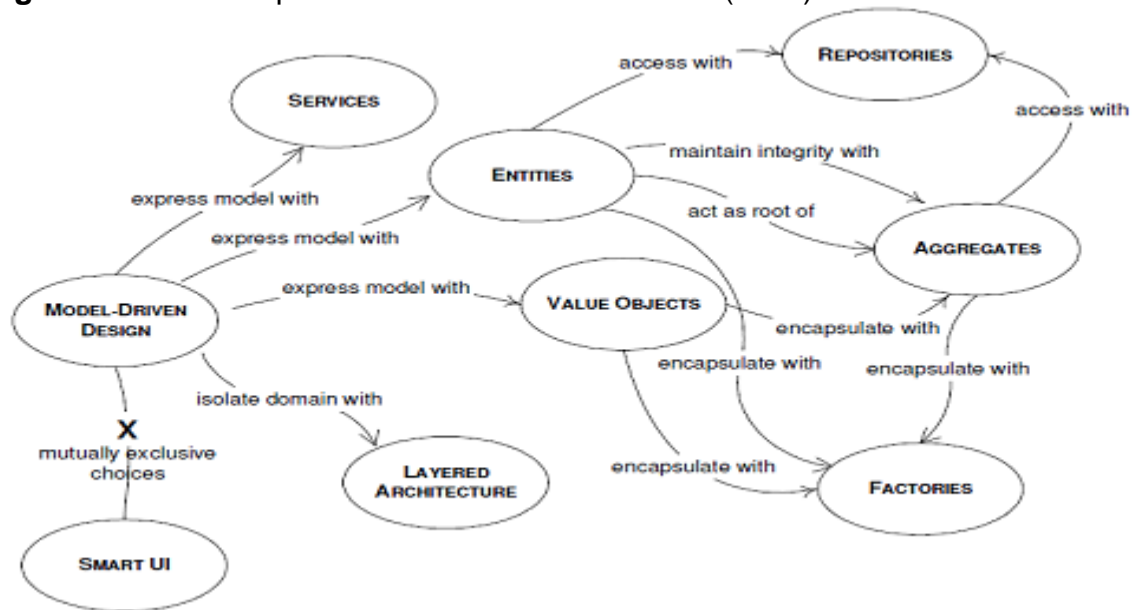 REPOSITORIES
access with
SERVICES
access with
maintain integrity with
ENTITIES
express model with
act as root of
express model with
AGGREGATES
express model with
VALUE OBJECTS
MODEL-DRIVEN
DESIGN
encapsulate with
encapsulate with
encapsulate with
isolate domain with
X
mutually exclusive
choices
encapsulate with
LAYERED
ARCHITECTURE
FACTORIES
SMART UI